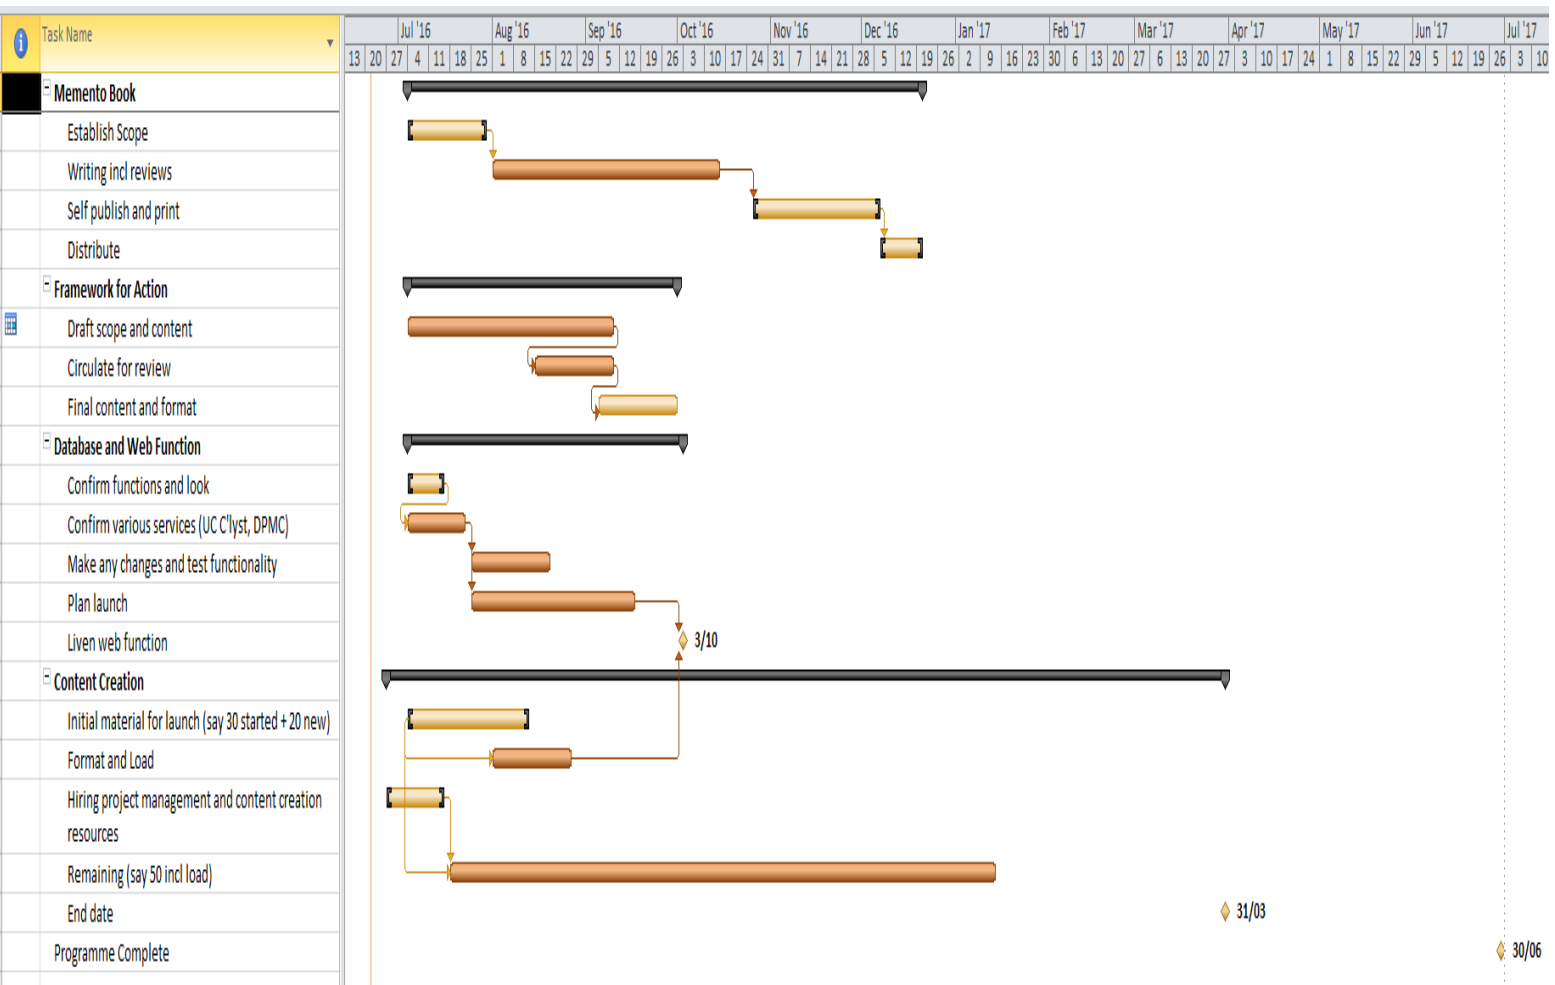 Task Name
Jul '16 Aug '16 Sep '16 Oct '16 Nov '16 Dec '16 Jan '17 Feb '17 Mar '17 Apr '17 May '17 Jun '17 Jul '17
13 20 27 4 11 18 25 1 8 15 22 29 5 12 19 26 3 10 17 24 31 7 14 21 28 5 12 19 26 2 9 16 23 30 6 13 20 27 6 13 20 27 3 10 17 24 1 8 15 22 29 5 12 19 26 3 10
Memento Book
Establish Scope
Writing incl reviews
Self publish and print
Distribute
Framework for Action
Draft scope and content
Circulate for review
Final content and format
Database and Web Function
Confirm functions and look
Confirm various services (UC C'lyst, DPMC)
Make any changes and test functionality
Plan launch
Liven web function 3/10
Content Creation
Initial material for launch (say 30 started + 20 new)
Format and Load
Hiring project management and content creation
resources
Remaining (say 50 incl load)
End date 31/03
Programme Complete 30/06